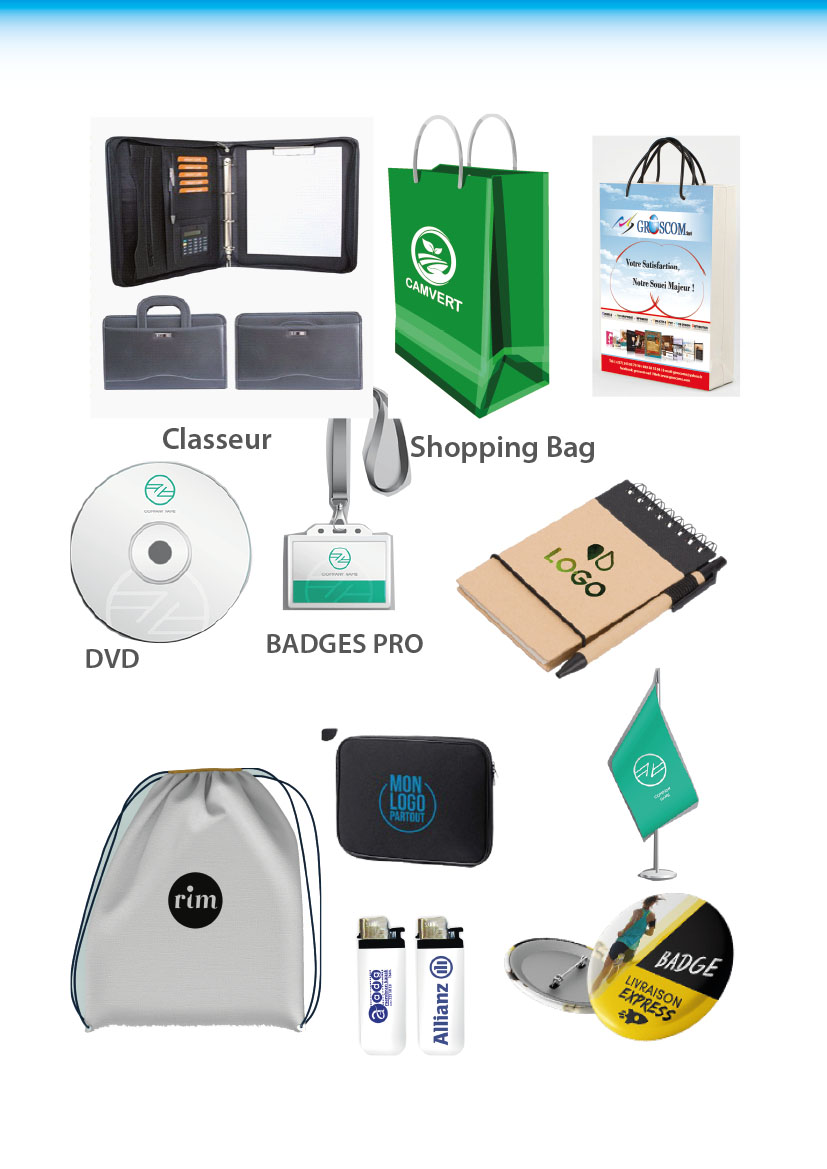 CAMVERT
GROSCOM.net
Votre Satisfaction,
Notre Souci Majeur !
Classeur
Shopping Bag
LOGO
DVD
BADGES PRO
MON
LOGO
PARTOUT
rim
Allianz
BADGE
LIVRAISON
EXPRESS